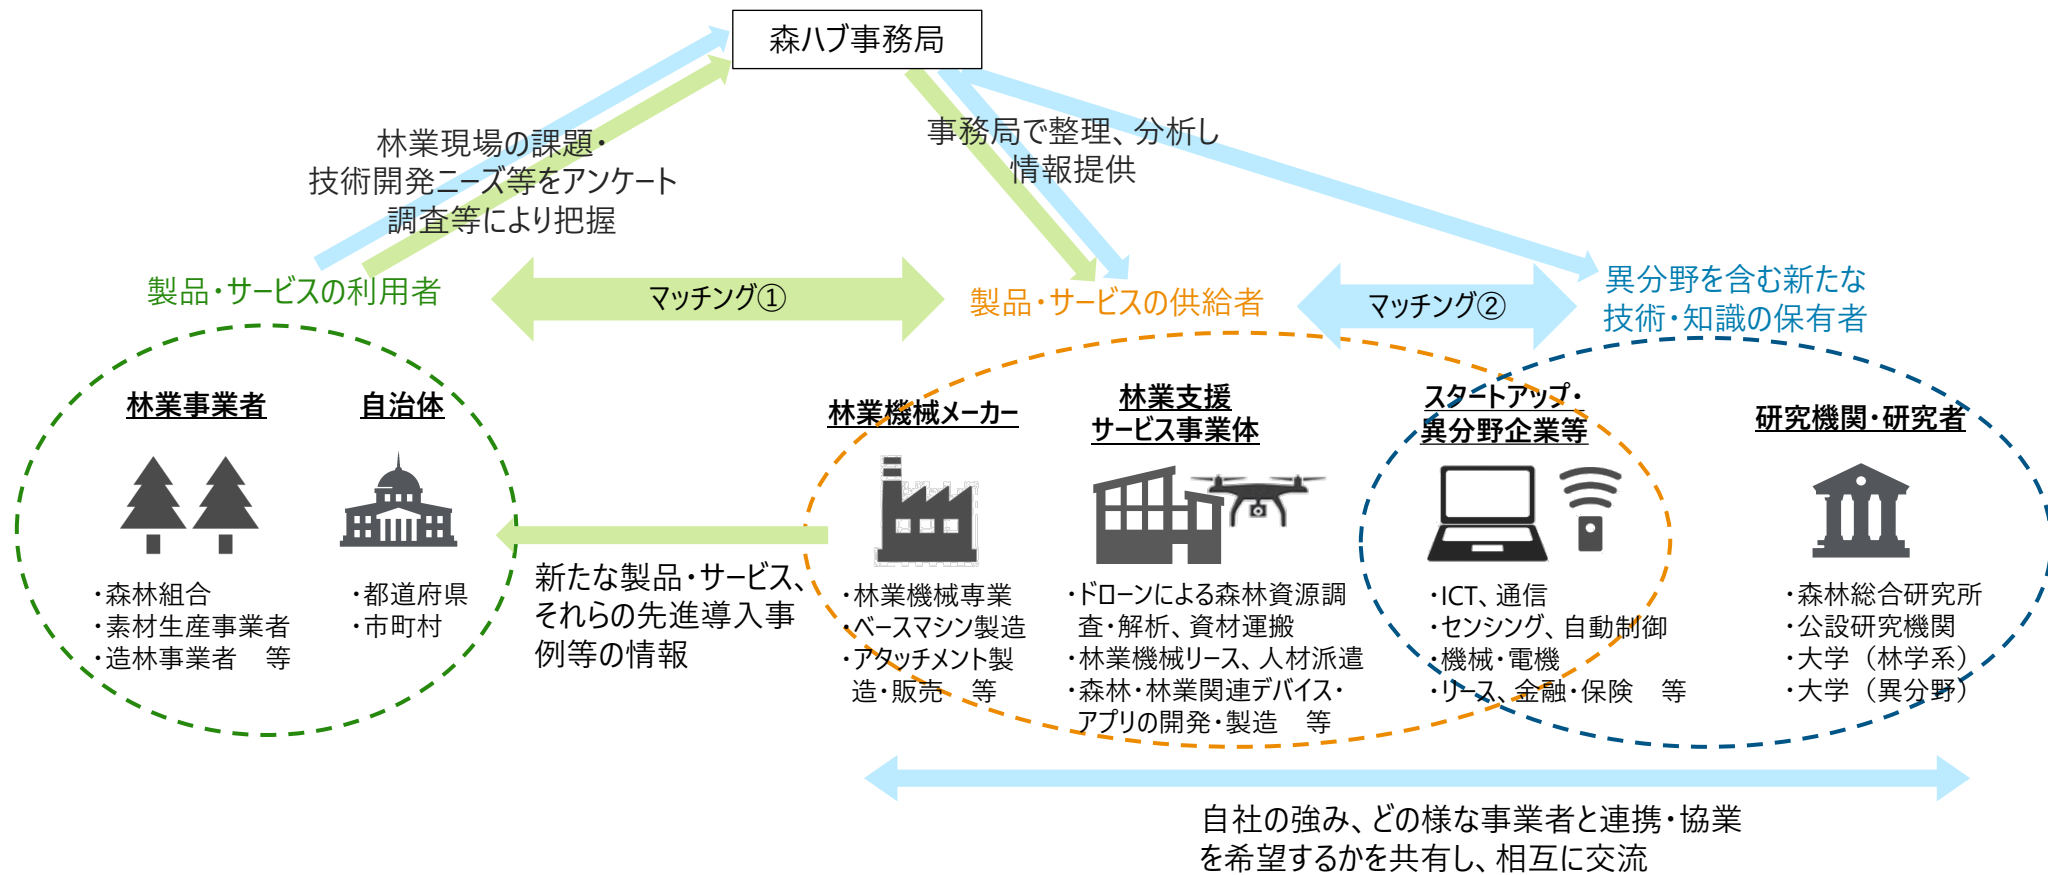 森ハブ事務局
林業現場の課題・
技術開発ニーズ等をアンケート
調査等により把握
事務局で整理、分析し
情報提供
製品・サービスの利用者
マッチング①
製品・サービスの供給者
マッチング②
異分野を含む新たな
技術・知識の保有者
林業事業者
・森林組合
・素材生産事業者
・造林事業者　等
自治体
・都道府県
・市町村
新たな製品・サービス、
それらの先進導入事
例等の情報
林業機械メーカー
・林業機械専業
・ベースマシン製造
・アタッチメント製
造・販売　等
林業支援
サービス事業体
・ドローンによる森林資源調
査・解析、資材運搬
・林業機械リース、人材派遣
・森林・林業関連デバイス・
アプリの開発・製造　等
スタートアップ・
異分野企業等
・ICT、通信
・センシング、自動制御
・機械・電機
・リース、金融・保険　等
研究機関・研究者
・森林総合研究所
・公設研究機関
・大学（林学系）
・大学（異分野）
自社の強み、どの様な事業者と連携・協業
を希望するかを共有し、相互に交流